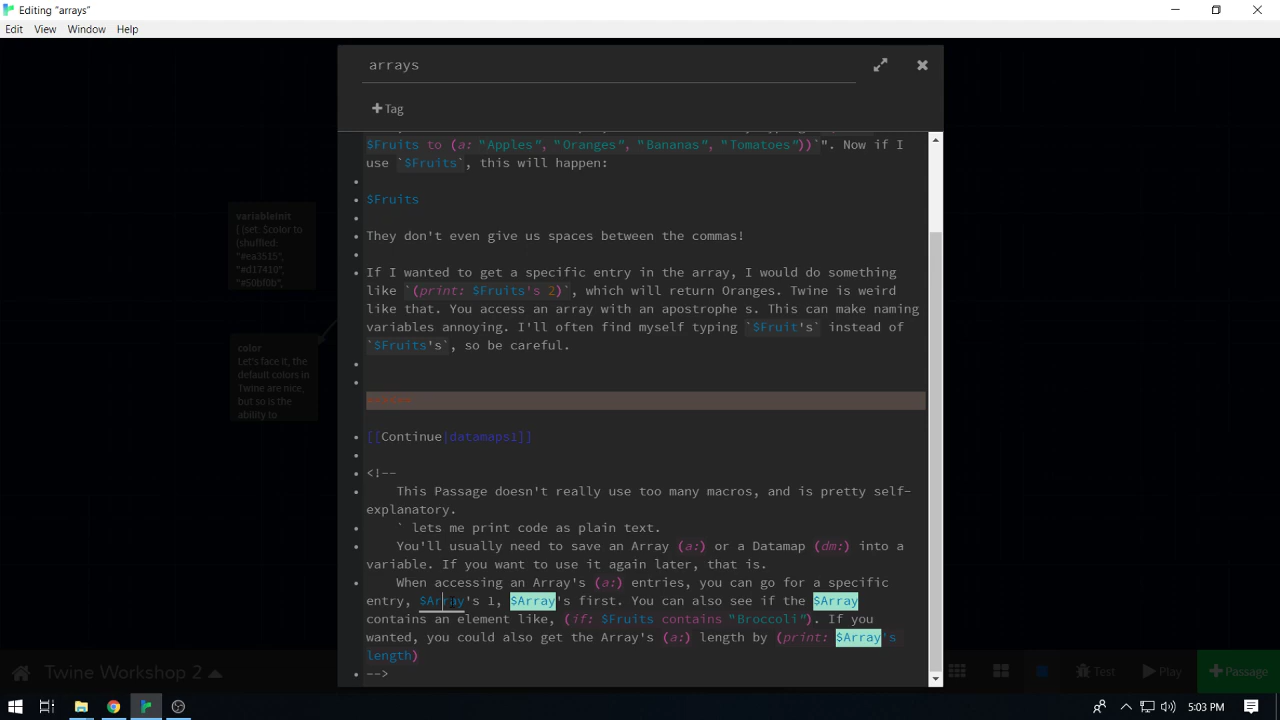 Editing "arrays"
Edit View Window Help
arrays
+Tag
$Fruits to (a: "Apples", "Oranges", "Bananas", "Tomatoes"))`". Now if I
use `$Fruits`, this will happen:
$Fruits
They don't even give us spaces between the commas!
If I wanted to get a specific entry in the array, I would do something
like `(print: $Fruits's 2)`, which will return Oranges. Twine is weird
like that. You access an array with an apostrophe s. This can make naming
variables annoying. I'll often find myself typing `$Fruit's` instead of
`$Fruits's`, so be careful.
[[Continue|datamaps1]]
<!--
This Passage doesn't really use too many macros, and is pretty self-
explanatory.
` lets me print code as plain text.
You'll usually need to save an Array (a:) or a Datamap (dm:) into a
variable. If you want to use it again later, that is.
When accessing an Array's (a:) entries, you can go for a specific
entry, $Array's 1, $Array's first. You can also see if the $Array
contains an element like, (if: $Fruits contains "Broccoli"). If you
wanted, you could also get the Array's (a:) length by (print: $Array's
length)
-->
variableinit
{ (set: $color to
(shuffled:
"#ea3515",
"#d17410",
"#50bf0b",
color
Let's face it, the
default colors in
Twine are nice,
but so is the
ability to
Twine Workshop 2
Test
Play
+Passage
5:03 PM